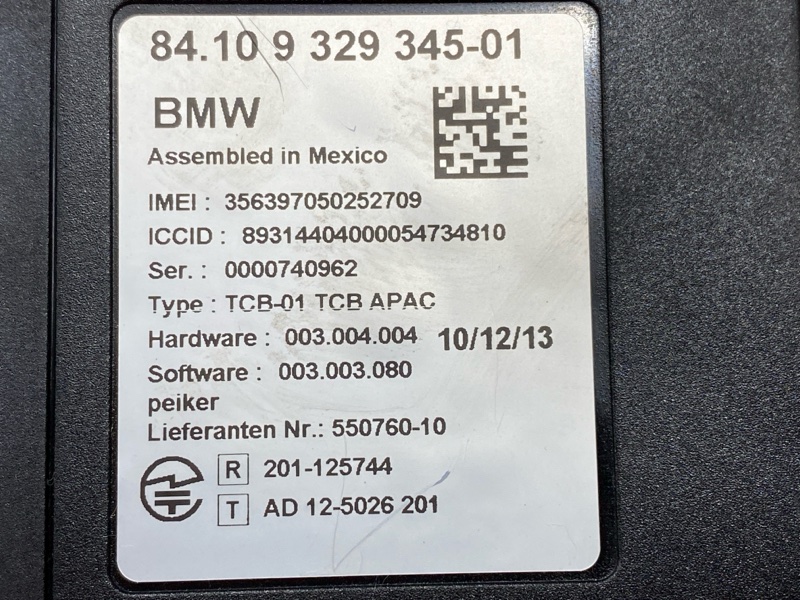 84.10 9 329 345-01
BMW
Assembled in Mexico
IMEI : 356397050252709
ICCID : 89314404000054734810
Ser. : 0000740962
Type : TCB-01 TCB APAC
Hardware : 003.004.004 10/12/13
Software : 003.003.080
peiker
Lieferanten Nr.: 550760-10
R 201-125744
T AD 12-5026 201